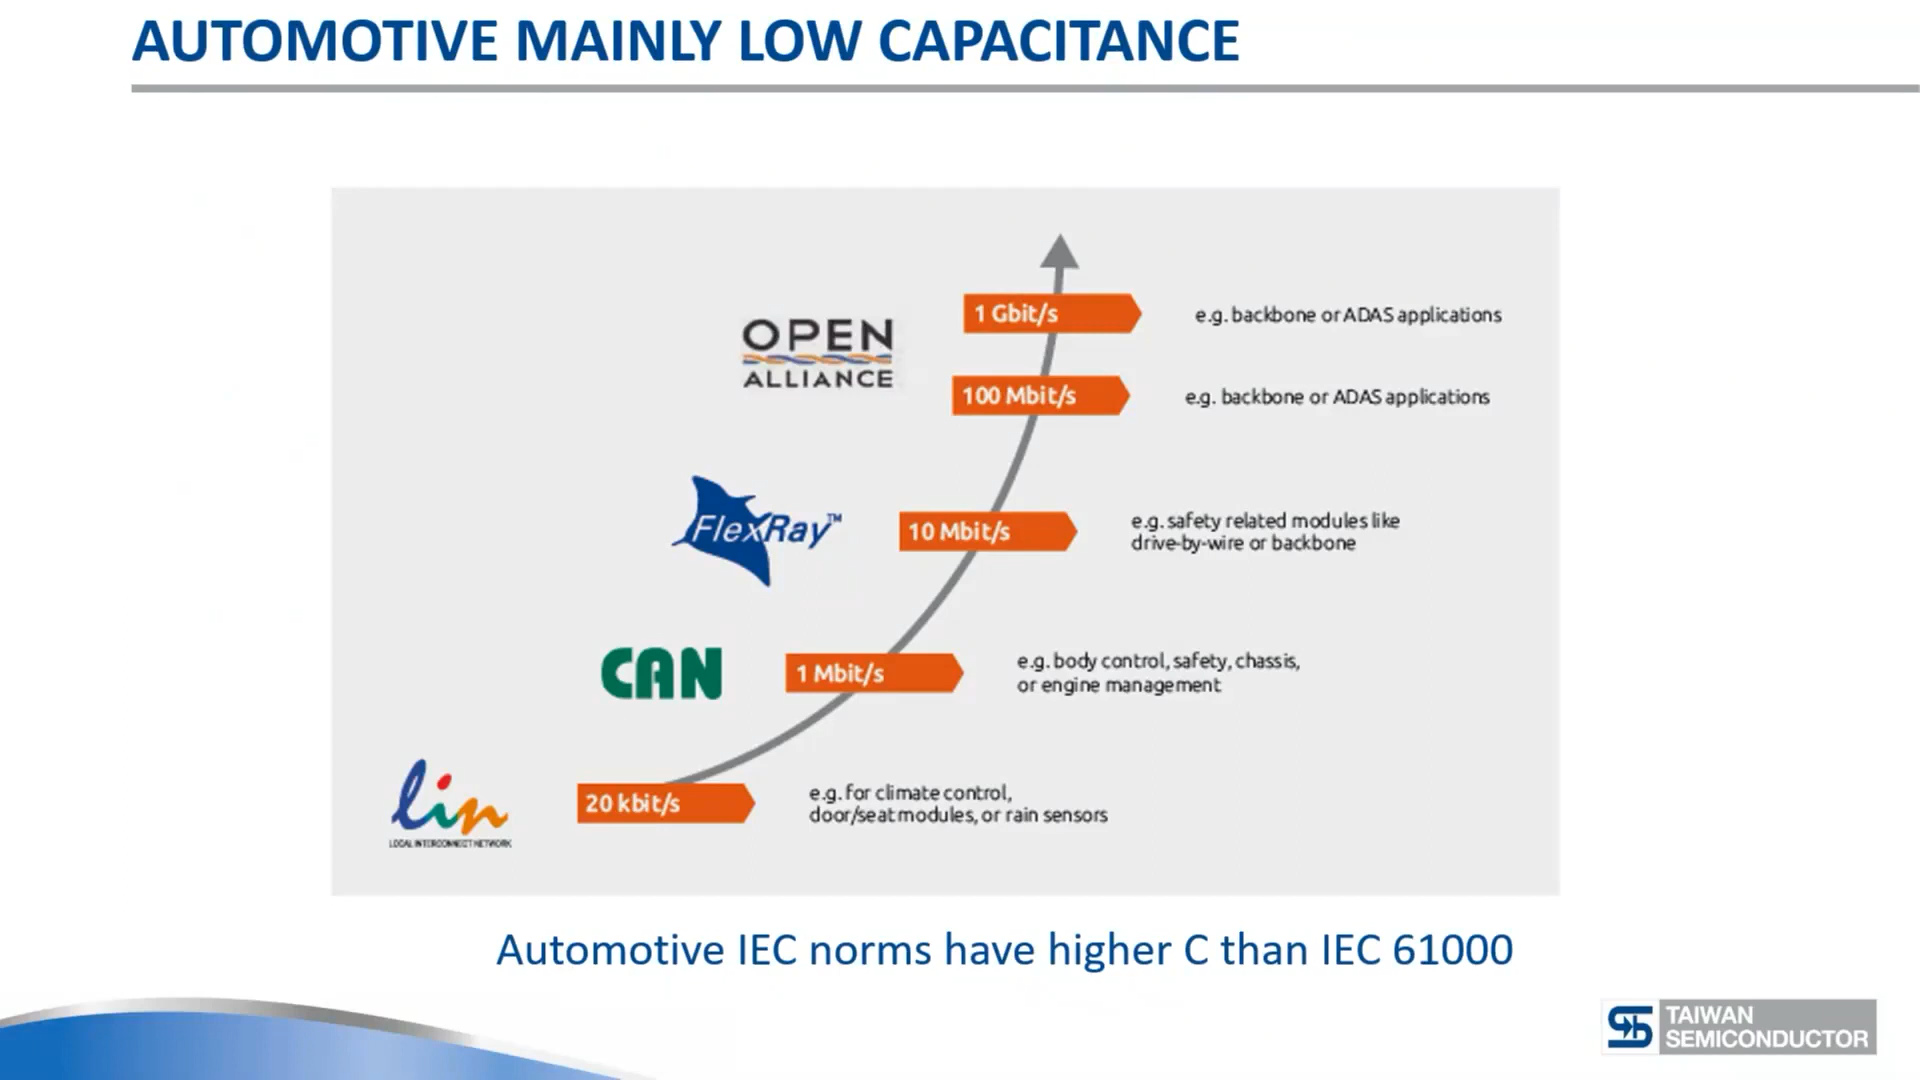 AUTOMOTIVE MAINLY LOW CAPACITANCE
1 Gbit/s
e.g. backbone or ADAS applications
OPEN
ALLIANCE
100 Mbit/s
e.g. backbone or ADAS applications
FlexRay™
10 Mbit/s
e.g. safety related modules like
drive-by-wire or backbone
CAN
1 Mbit/s
e.g. body control, safety, chassis,
or engine management
lin
LOCAL INTERCONNECT NETWORK
20 kbit/s
e.g. for climate control,
door/seat modules, or rain sensors
Automotive IEC norms have higher C than IEC 61000
TAIWAN
SEMICONDUCTOR